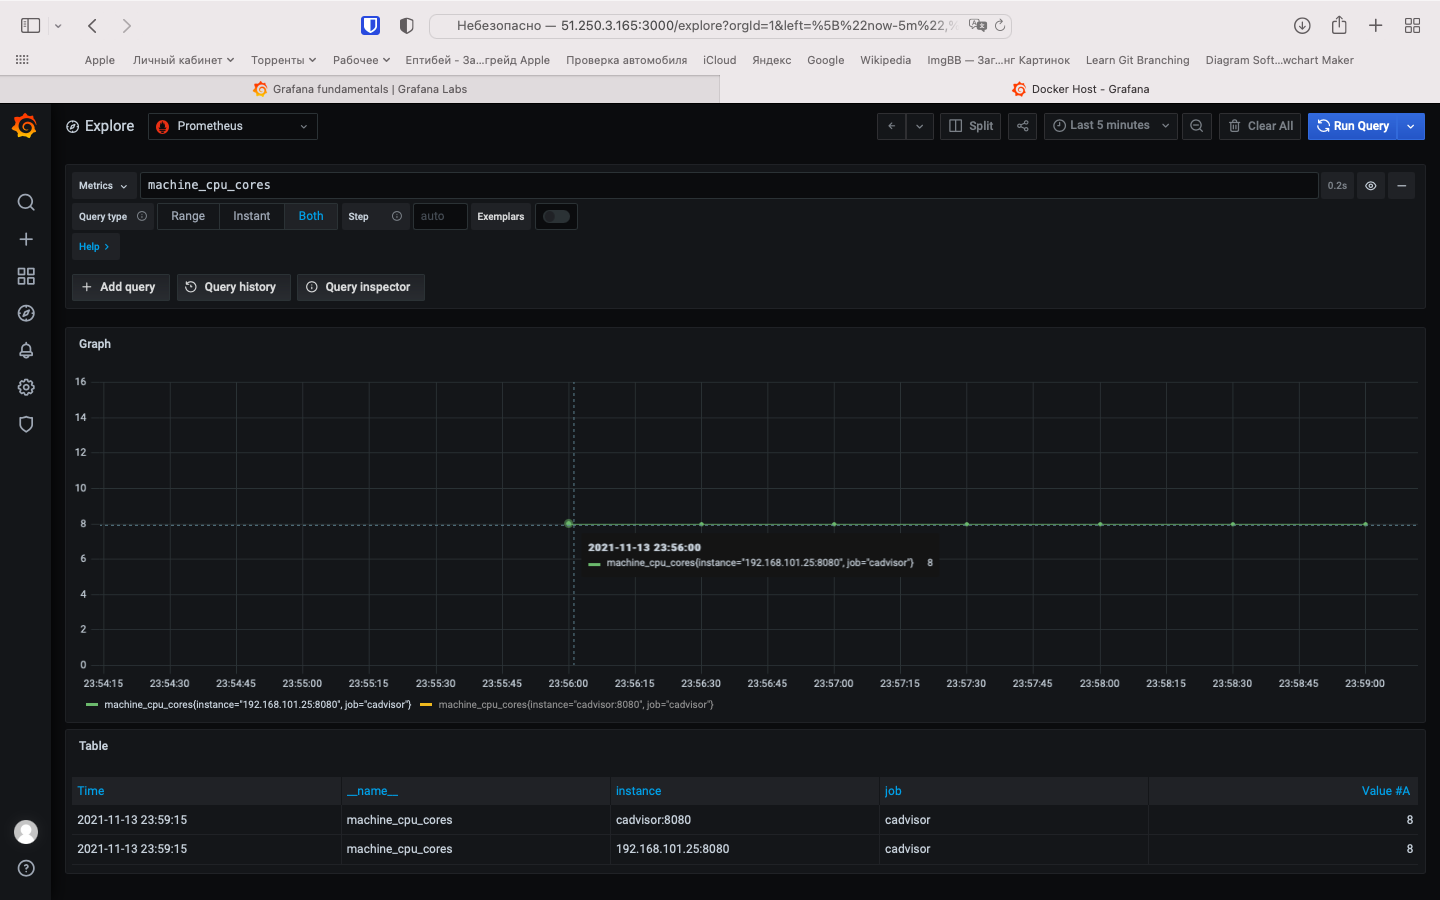 Небезопасно — 51.250.3.165:3000/explore?orgId=1&left=%5B%22now-5m%22,%
Apple Личный кабинет Торренты Рабочее Ептибей - За...грейд Apple Проверка автомобиля iCloud Яндекс Google Wikipedia ImgBB — Заг...нг Картинок Learn Git Branching Diagram Soft...wchart Maker
Grafana fundamentals | Grafana Labs Docker Host - Grafana
Explore Prometheus Split Last 5 minutes Clear All Run Query
Metrics machine_cpu_cores 0.2s
Query type Range Instant Both Step auto Exemplars
Help >
+ Add query Query history Query inspector
Graph
16
14
12
10
8
2021-11-13 23:56:00
machine_cpu_cores{instance="192.168.101.25:8080", job="cadvisor"} 8
6
4
2
0
23:54:15 23:54:30 23:54:45 23:55:00 23:55:15 23:55:30 23:55:45 23:56:00 23:56:15 23:56:30 23:56:45 23:57:00 23:57:15 23:57:30 23:57:45 23:58:00 23:58:15 23:58:30 23:58:45 23:59:00
machine_cpu_cores{instance="192.168.101.25:8080", job="cadvisor"} machine_cpu_cores{instance="cadvisor:8080", job="cadvisor"}
Table
Time __name__ instance job Value #A
2021-11-13 23:59:15 machine_cpu_cores cadvisor:8080 cadvisor 8
2021-11-13 23:59:15 machine_cpu_cores 192.168.101.25:8080 cadvisor 8